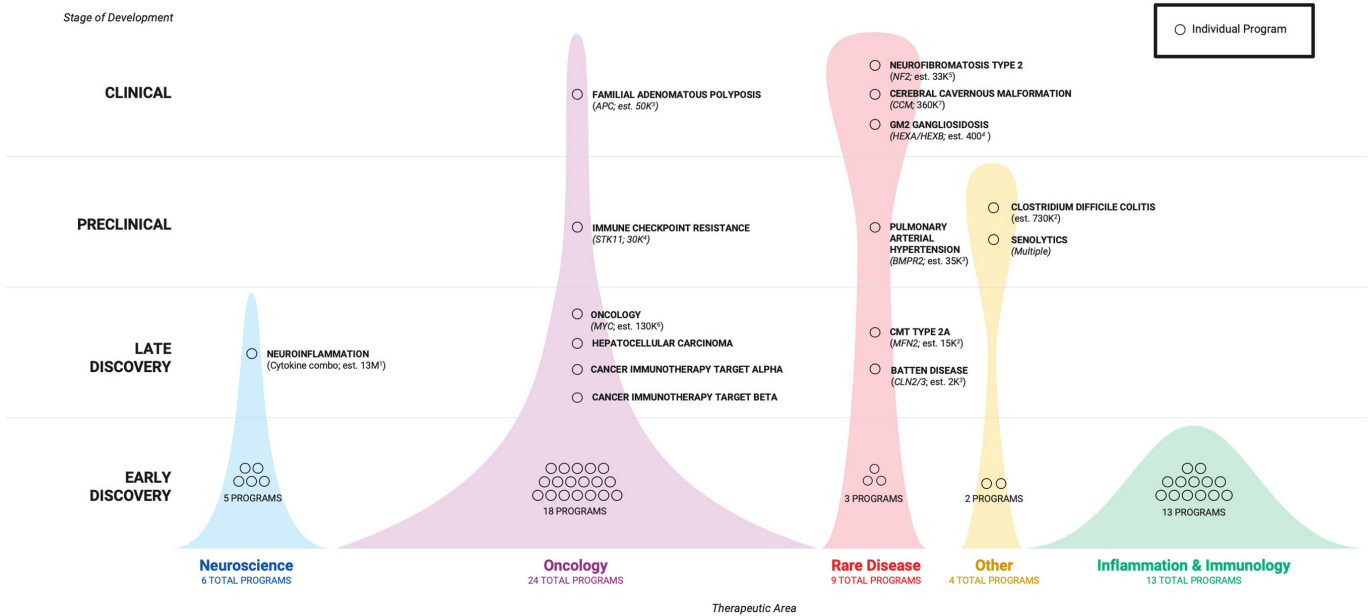 Stage of Development
Individual Program
CLINICAL
FAMILIAL ADENOMATOUS POLYPOSIS
(APC; est. 50K³)
NEUROFIBROMATOSIS TYPE 2
(NF2; est. 33K⁵)
CEREBRAL CAVERNOUS MALFORMATION
(CCM; 360K⁷)
GM2 GANGLIOSIDOSIS
(HEXA/HEXB; est. 400⁴ )
PRECLINICAL
IMMUNE CHECKPOINT RESISTANCE
(STK11; 30K⁴)
PULMONARY
ARTERIAL
HYPERTENSION
(BMPR2; est. 35K³)
CLOSTRIDIUM DIFFICILE COLITIS
(est. 730K²)
SENOLYTICS
(Multiple)
LATE
DISCOVERY
NEUROINFLAMMATION
(Cytokine combo; est. 13M¹)
ONCOLOGY
(MYC; est. 130K⁶)
HEPATOCELLULAR CARCINOMA
CANCER IMMUNOTHERAPY TARGET ALPHA
CANCER IMMUNOTHERAPY TARGET BETA
CMT TYPE 2A
(MFN2; est. 15K³)
BATTEN DISEASE
(CLN2/3; est. 2K³)
EARLY
DISCOVERY
5 PROGRAMS
18 PROGRAMS
3 PROGRAMS
2 PROGRAMS
13 PROGRAMS
Neuroscience
6 TOTAL PROGRAMS
Oncology
24 TOTAL PROGRAMS
Rare Disease
9 TOTAL PROGRAMS
Other
4 TOTAL PROGRAMS
Inflammation & Immunology
13 TOTAL PROGRAMS
Therapeutic Area